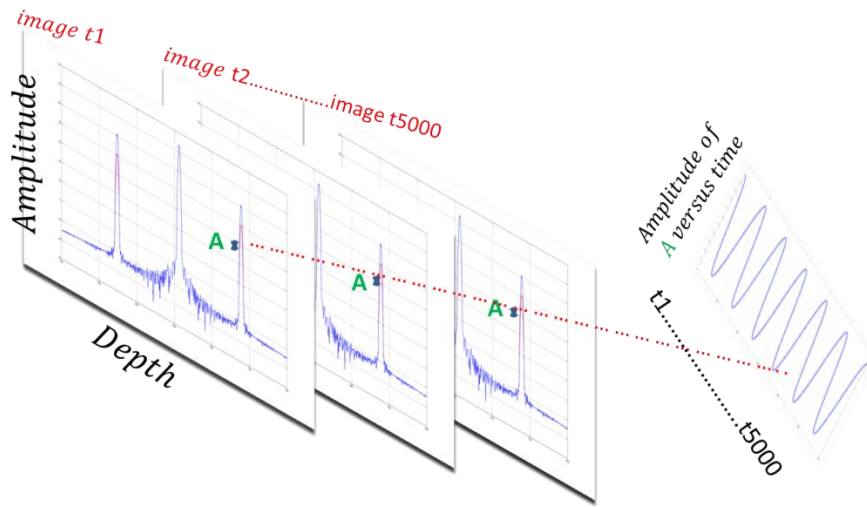 image t1
image t2..............image t5000
Amplitude
A
A
A
Depth
Amplitude of
A versus time
t1..............t5000